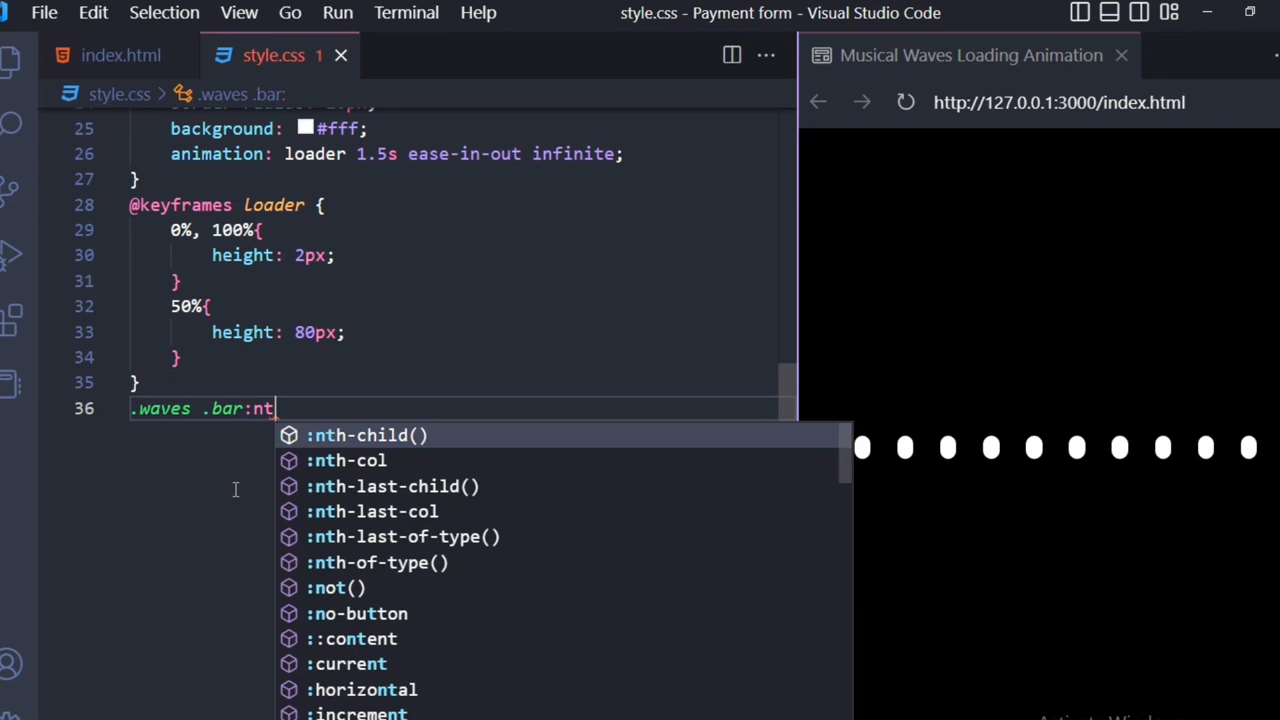 File Edit Selection View Go Run Terminal Help style.css - Payment form - Visual Studio Code
index.html style.css 1 Musical Waves Loading Animation
style.css > .waves .bar: http://127.0.0.1:3000/index.html
25 background: #fff;
26 animation: loader 1.5s ease-in-out infinite;
27 }
28 @keyframes loader {
29 0%, 100%{
30 height: 2px;
31 }
32 50%{
33 height: 80px;
34 }
35 }
36 .waves .bar:nt
:nth-child()
:nth-col
:nth-last-child()
:nth-last-col
:nth-last-of-type()
:nth-of-type()
:not()
:no-button
::content
:current
:horizontal
:increment